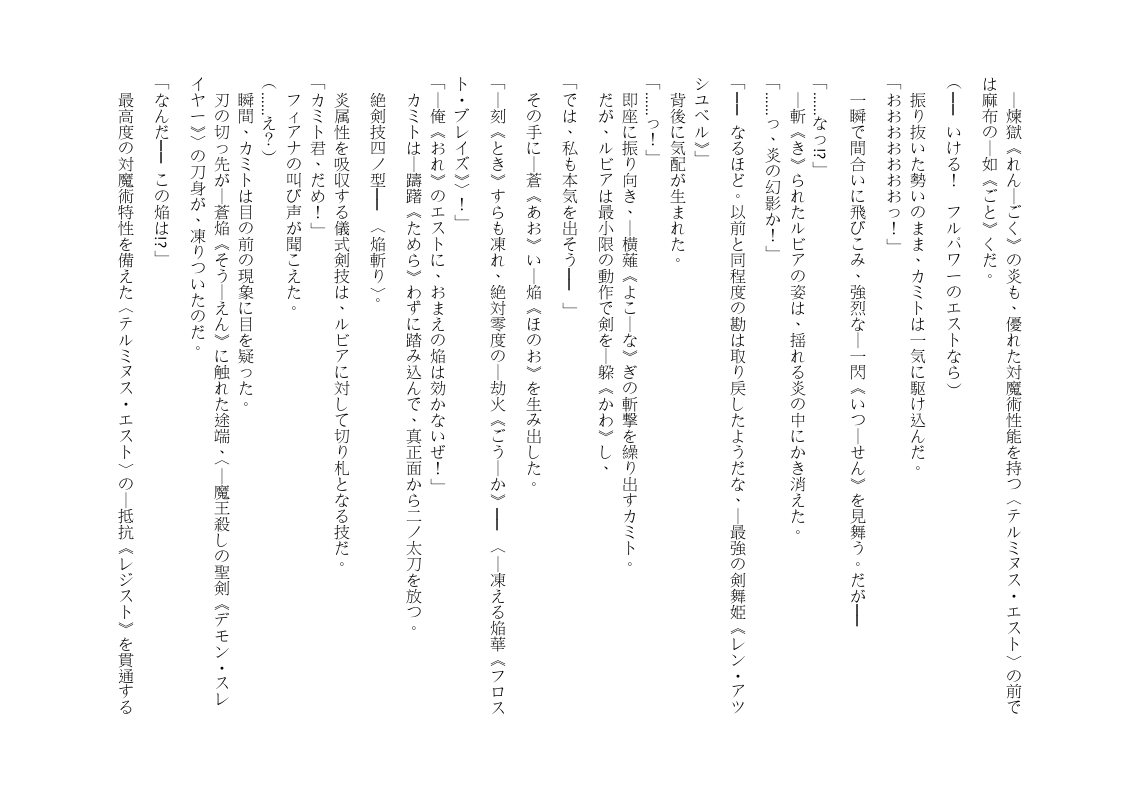 ―煉獄《れん―ごく》の炎も、優れた対魔術性能を持つ〈テルミヌス・エスト〉の前で
は麻布の―如《ごと》くだ。
(━━ いける！　フルパワーのエストなら)
振り抜いた勢いのまま、カミトは一気に駆け込んだ。
「おおおおおおおっ！」
一瞬で間合いに飛びこみ、強烈な―一閃《いつ―せん》を見舞う。だが━━
「……なっ!?」
―斬《き》られたルビアの姿は、揺れる炎の中にかき消えた。
「……っ、炎の幻影か！」
「━━ なるほど。以前と同程度の勘は取り戻したようだな、―最強の剣舞姫《レン・アッ
シユベル》」
背後に気配が生まれた。
「……っ！」
即座に振り向き、―横薙《よこ―な》ぎの斬撃を繰り出すカミト。
だが、ルビアは最小限の動作で剣を―躱《かわ》し、
「では、私も本気を出そう━━ 」
その手に―蒼《あお》い―焔《ほのお》を生み出した。
「―刻《とき》すらも凍れ、絶対零度の―劫火《ごう―か》━━　〈―凍える焔華《フロス
ト・ブレイズ》〉！」
「―俺《おれ》のエストに、おまえの焔は効かないぜ！」
カミトは―躊躇《ためら》わずに踏み込んで、真正面から二ノ太刀を放つ。
絶剣技四ノ型━━　〈焔斬り〉。
炎属性を吸収する儀式剣技は、ルビアに対して切り札となる技だ。
「カミト君、だめ！」
フィアナの叫び声が聞こえた。
(……え？)
瞬間、カミトは目の前の現象に目を疑った。
刃の切っ先が―蒼焔《そう―えん》に触れた途端、〈―魔王殺しの聖剣《デモン・スレ
イヤー》〉の刀身が、凍りついたのだ。
「なんだ━━ この焔は!?」
最高度の対魔術特性を備えた〈テルミヌス・エスト〉の―抵抗《レジスト》を貫通する